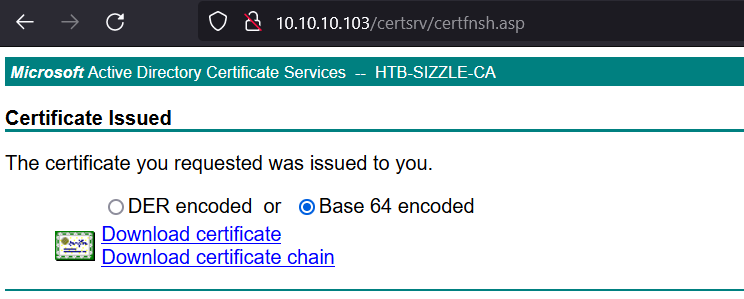 10.10.10.103/certsrv/certfnsh.asp
Microsoft Active Directory Certificate Services -- HTB-SIZZLE-CA
Certificate Issued
The certificate you requested was issued to you.
DER encoded or Base 64 encoded
Download certificate
Download certificate chain